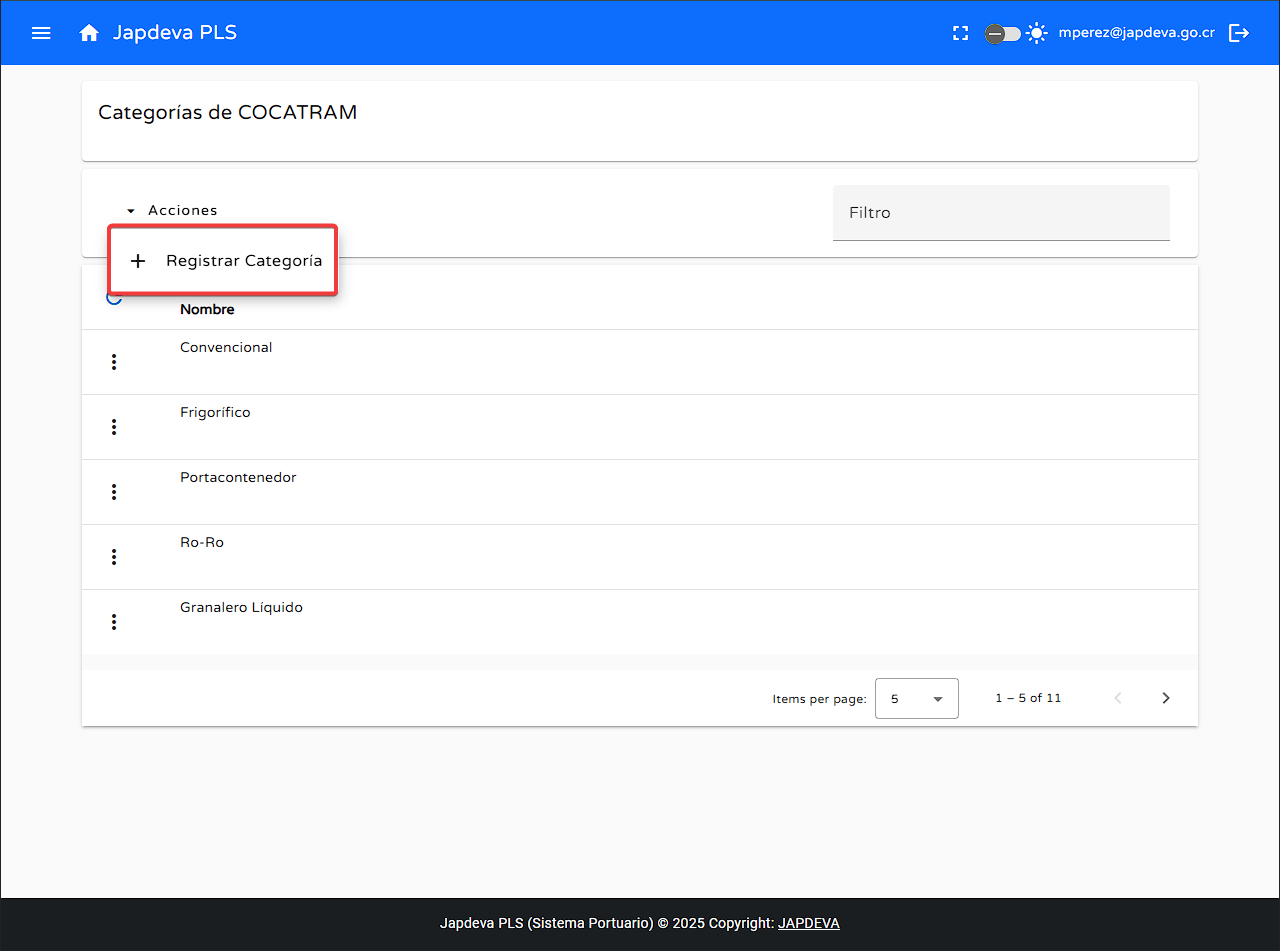 Japdeva PLS
mperez@japdeva.go.cr
Categorías de COCATRAM
Acciones
Filtro
Registrar Categoría
Nombre
Convencional
Frigorífico
Portacontenedor
Ro-Ro
Granalero Líquido
Items per page: 5 1 – 5 of 11
Japdeva PLS (Sistema Portuario) © 2025 Copyright: JAPDEVA